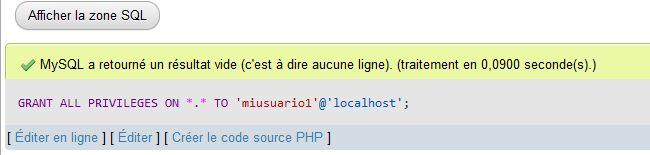 Afficher la zone SQL
MySQL a retourné un résultat vide (c'est à dire aucune ligne). (traitement en 0,0900 seconde(s).)
GRANT ALL PRIVILEGES ON *.* TO 'miusuario1'@'localhost';
[ Éditer en ligne ] [ Éditer ] [ Créer le code source PHP ]